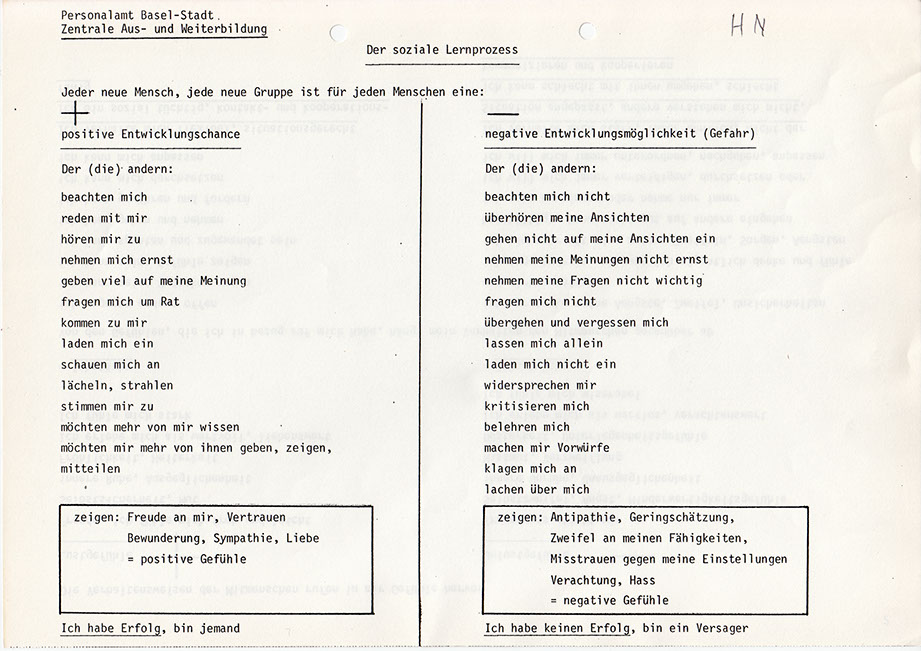 Personalamt Basel-Stadt.
Zentrale Aus- und Weiterbildung
HN
Der soziale Lernprozess
Jeder neue Mensch, jede neue Gruppe ist für jeden Menschen eine:
+
positive Entwicklungschance
Der (die) andern:
beachten mich
reden mit mir
hören mir zu
nehmen mich ernst
geben viel auf meine Meinung
fragen mich um Rat
kommen zu mir
laden mich ein
schauen mich an
lächeln, strahlen
stimmen mir zu
möchten mehr von mir wissen
möchten mir mehr von ihnen geben, zeigen,
mitteilen
zeigen: Freude an mir, Vertrauen
Bewunderung, Sympathie, Liebe
= positive Gefühle
Ich habe Erfolg, bin jemand
—
negative Entwicklungsmöglichkeit (Gefahr)
Der (die) andern:
beachten mich nicht
überhören meine Ansichten
gehen nicht auf meine Ansichten ein
nehmen meine Meinungen nicht ernst
nehmen meine Fragen nicht wichtig
fragen mich nicht
übergehen und vergessen mich
lassen mich allein
laden mich nicht ein
widersprechen mir
kritisieren mich
belehren mich
machen mir Vorwürfe
klagen mich an
lachen über mich
zeigen: Antipathie, Geringschätzung,
Zweifel an meinen Fähigkeiten,
Misstrauen gegen meine Einstellungen
Verachtung, Hass
= negative Gefühle
Ich habe keinen Erfolg, bin ein Versager